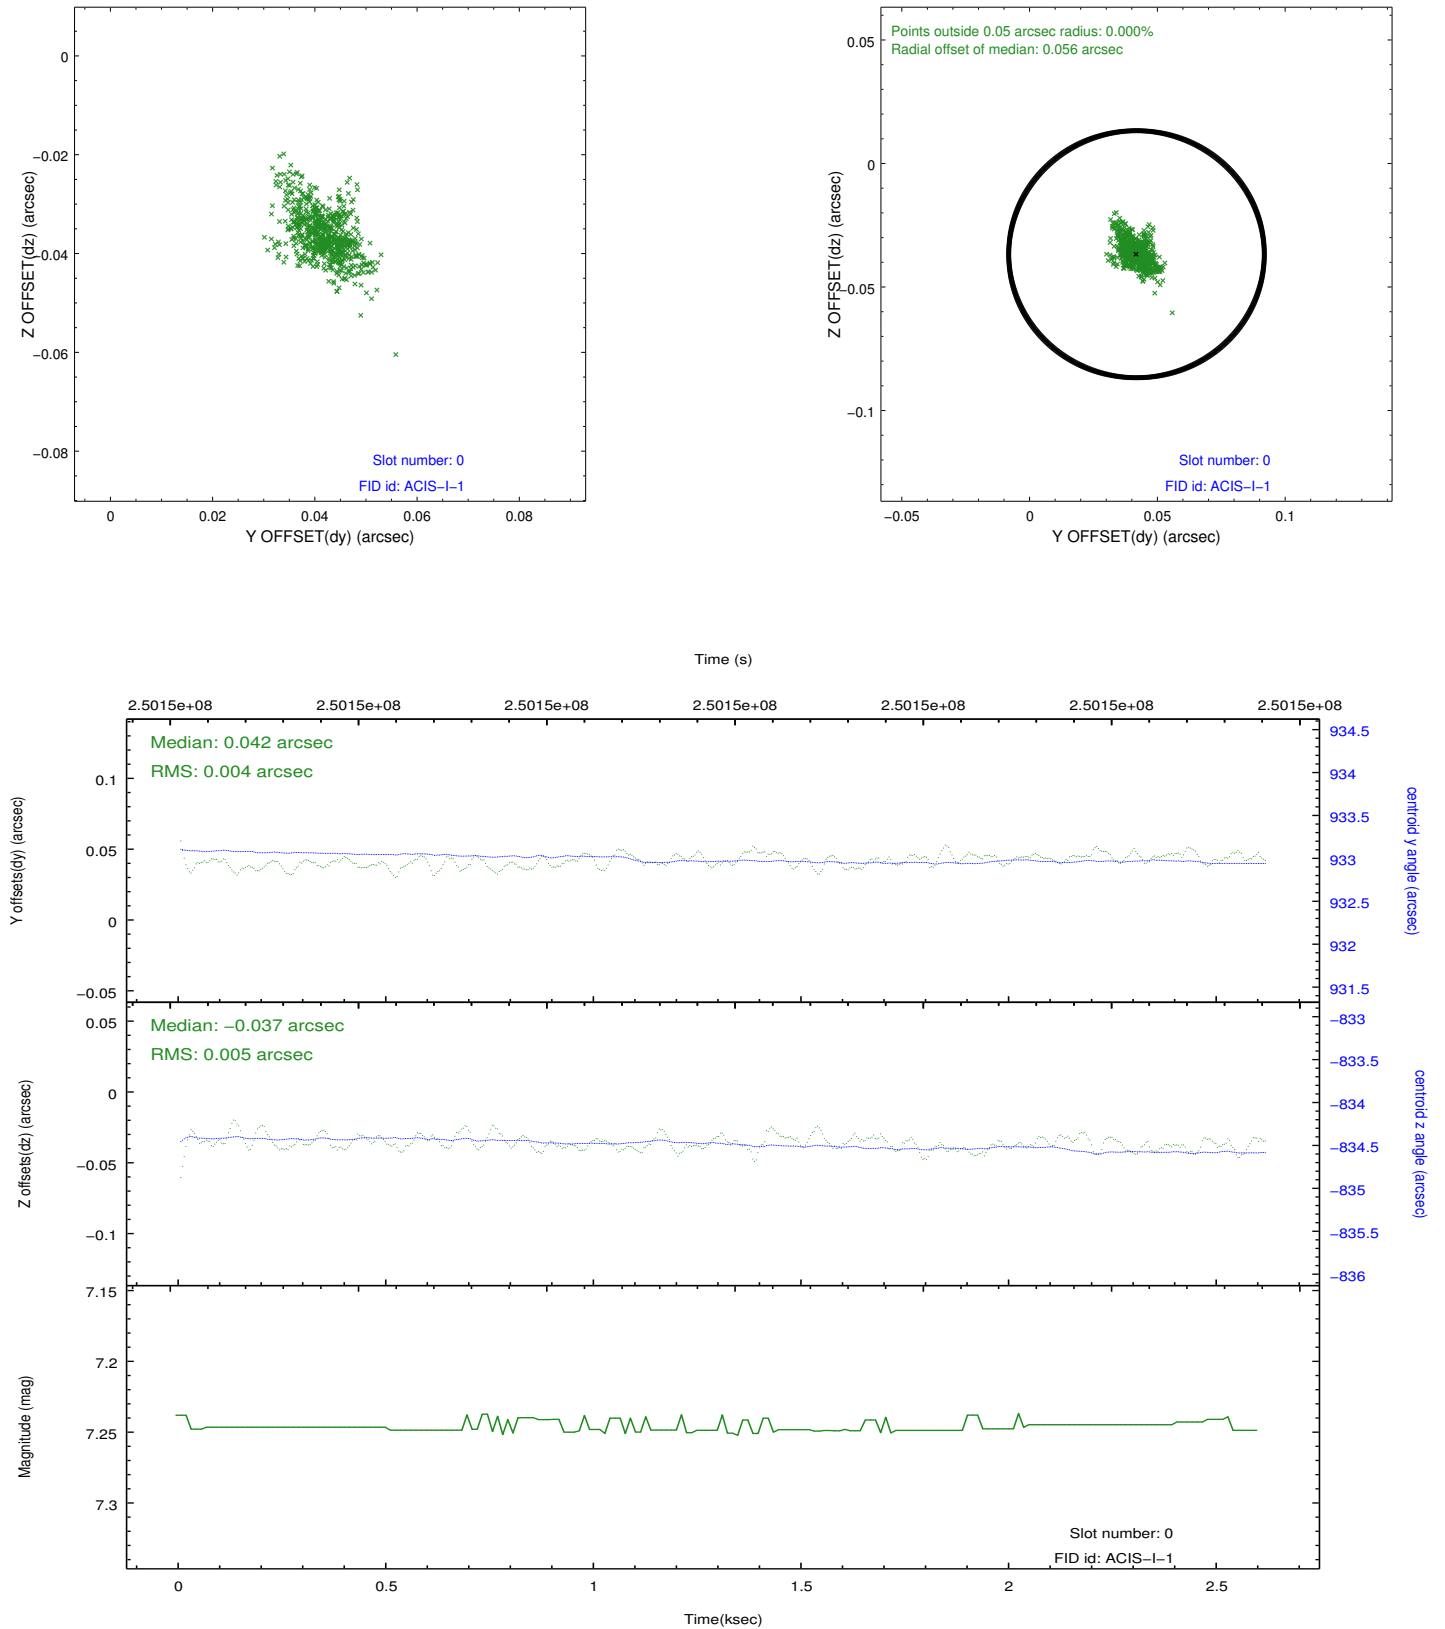 0
−0.02
−0.04
−0.06
−0.08
Z OFFSET(dz) (arcsec)
Slot number: 0
FID id: ACIS−I−1
0 0.02 0.04 0.06 0.08
Y OFFSET(dy) (arcsec)
Points outside 0.05 arcsec radius: 0.000%
Radial offset of median: 0.056 arcsec
0.05
0
−0.05
−0.1
Z OFFSET(dz) (arcsec)
Slot number: 0
FID id: ACIS−I−1
−0.05 0 0.05 0.1
Y OFFSET(dy) (arcsec)
Time (s)
2.5015e+08 2.5015e+08 2.5015e+08 2.5015e+08 2.5015e+08 2.5015e+08 2.5015e+08
Median: 0.042 arcsec
RMS: 0.004 arcsec
0.1
0.05
0
−0.05
Y offsets(dy) (arcsec)
934.5
934
933.5
933
932.5
932
931.5
centroid y angle (arcsec)
Median: −0.037 arcsec
RMS: 0.005 arcsec
0.05
0
−0.05
−0.1
Z offsets(dz) (arcsec)
−833
−833.5
−834
−834.5
−835
−835.5
−836
centroid z angle (arcsec)
7.15
7.2
7.25
7.3
Magnitude (mag)
Slot number: 0
FID id: ACIS−I−1
0 0.5 1 1.5 2 2.5
Time(ksec)